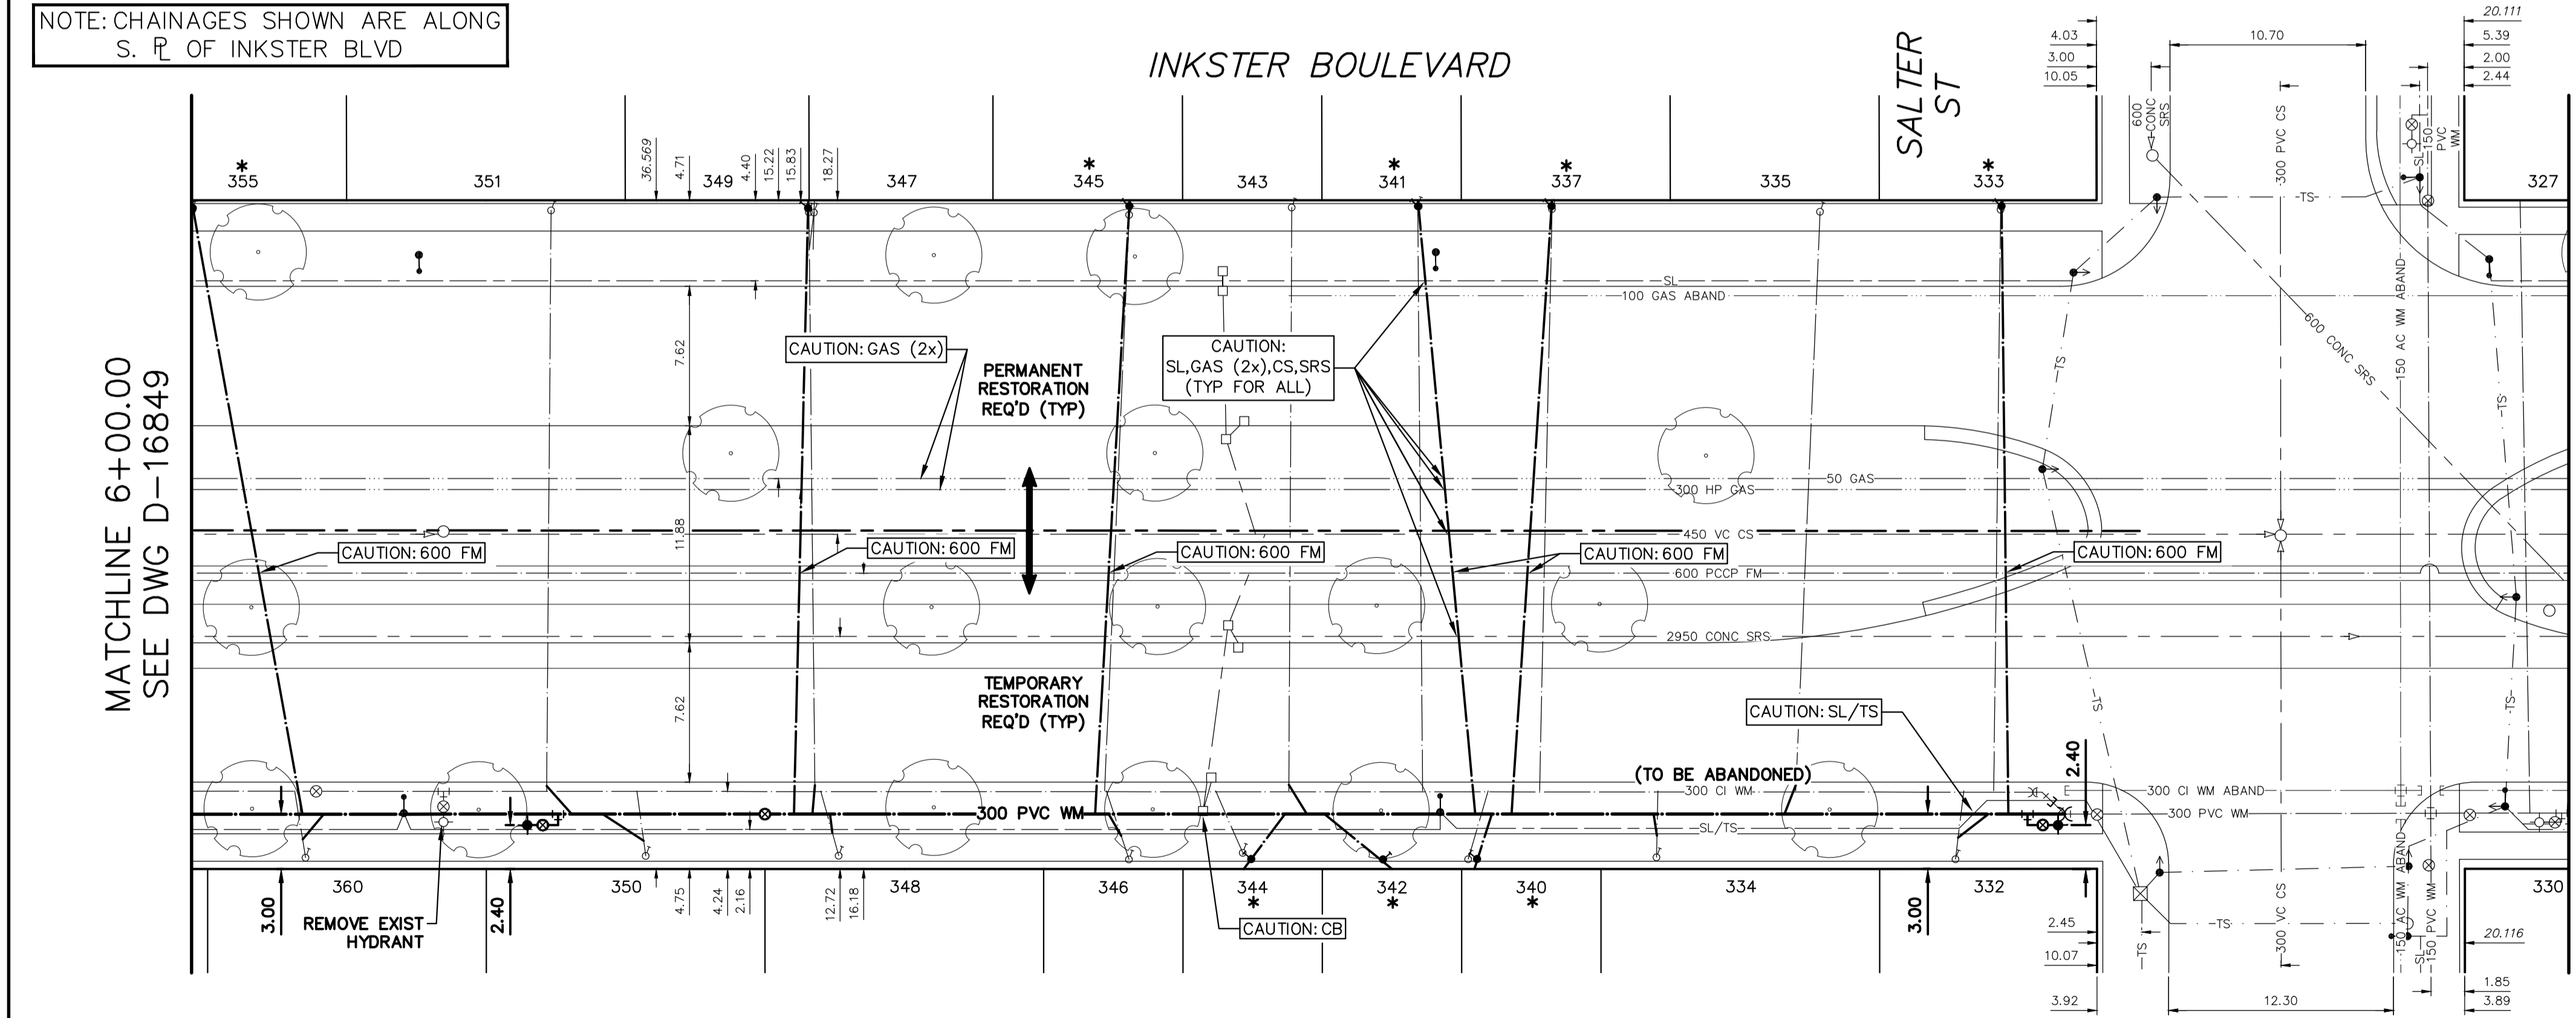 NOTE: CHAINAGES SHOWN ARE ALONG
S. PL OF INKSTER BLVD
INKSTER BOULEVARD
SALTER
ST
4.03
3.00
10.05
10.70
20.111
5.39
2.00
2.44
600
CONC
SRS
300 PVC CS
SL
150
PVC
WM
*
355
351
36.569
4.71
349
4.40
15.22
15.83
18.27
347
*
345
343
*
341
*
337
335
*
333
327
TS
SL
100 GAS ABAND
150 AC WM ABAND
600 CONC SRS
7.62
CAUTION: GAS (2x)
PERMANENT
RESTORATION
REQ'D (TYP)
CAUTION:
SL,GAS (2x),CS,SRS
(TYP FOR ALL)
TS
TS
MATCHLINE 6+00.00
SEE DWG D-16849
50 GAS
300 HP GAS
11.88
450 VC CS
CAUTION: 600 FM
CAUTION: 600 FM
CAUTION: 600 FM
CAUTION: 600 FM
CAUTION: 600 FM
600 PCCP FM
2950 CONC SRS
7.62
TEMPORARY
RESTORATION
REQ'D (TYP)
CAUTION: SL/TS
TS
TS
2.40
(TO BE ABANDONED)
300 CI WM
300 CI WM ABAND
300 PVC WM
300 PVC WM
SL/TS
360
350
348
346
344
*
342
*
340
*
334
332
330
3.00
REMOVE EXIST
HYDRANT
2.40
4.75
4.24
2.16
12.72
16.18
CAUTION: CB
3.00
2.45
10.07
3.92
TS
TS
12.30
300 VC CS
150 AC WM ABAND
SL
150 PVC WM
20.116
1.85
3.89